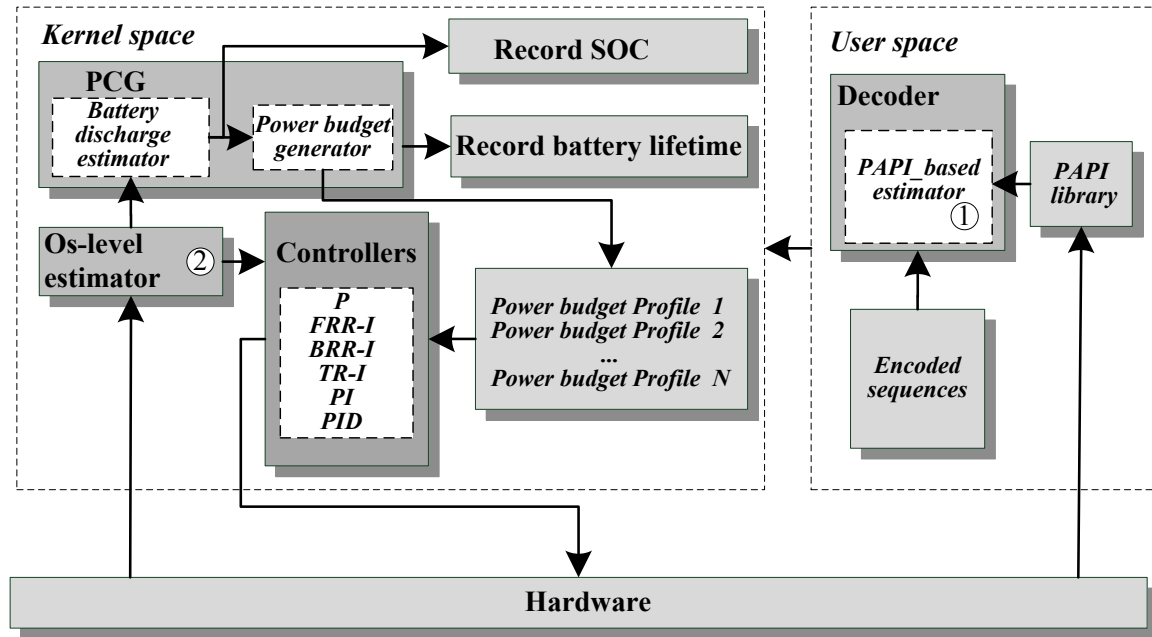 Kernel space
Record SOC
PCG
Battery
discharge
estimator
Power budget
generator
Record battery lifetime
Os-level
estimator
②
Controllers
P
FRR-I
BRR-I
TR-I
PI
PID
Power budget Profile 1
Power budget Profile 2
...
Power budget Profile N
User space
Decoder
PAPI_based
estimator
①
PAPI
library
Encoded
sequences
Hardware